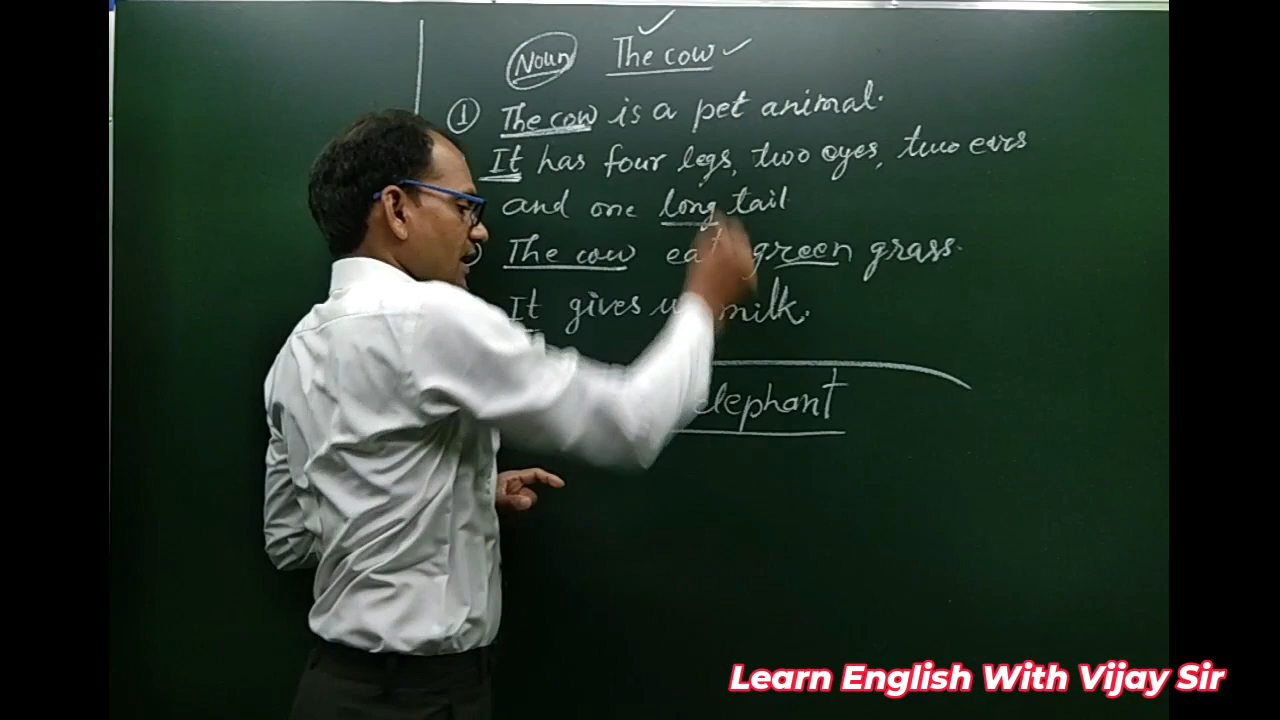 Noun The cow
1 The cow is a pet animal.
It has four legs, two eyes, two ears
and one long tail
The cow green grass.
It gives milk.
elephant
Learn English With Vijay Sir